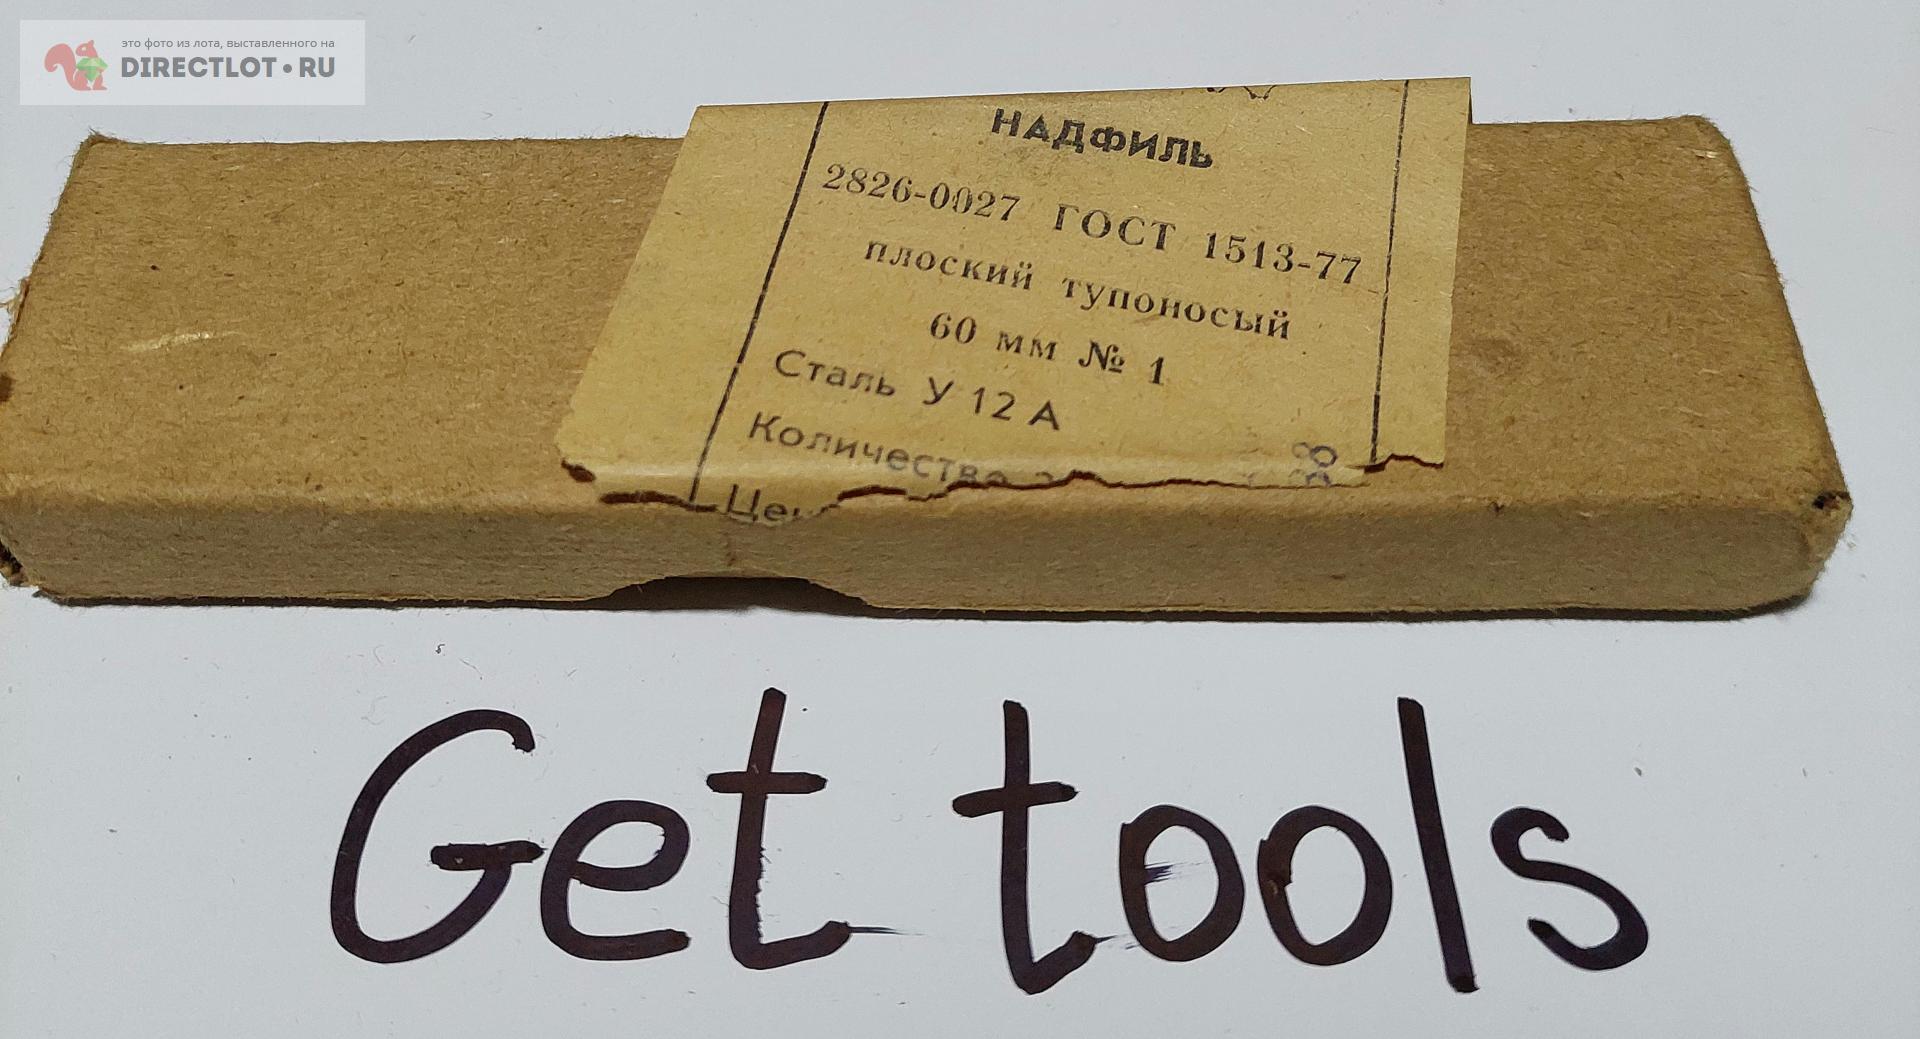 это фото из лота, выставленного на
DIRECTLOT•RU
НАДФИЛЬ
2826-0027 ГОСТ 1513-77
плоский тупоносый
60 мм № 1
Сталь У 12 А
Количество
Get tools